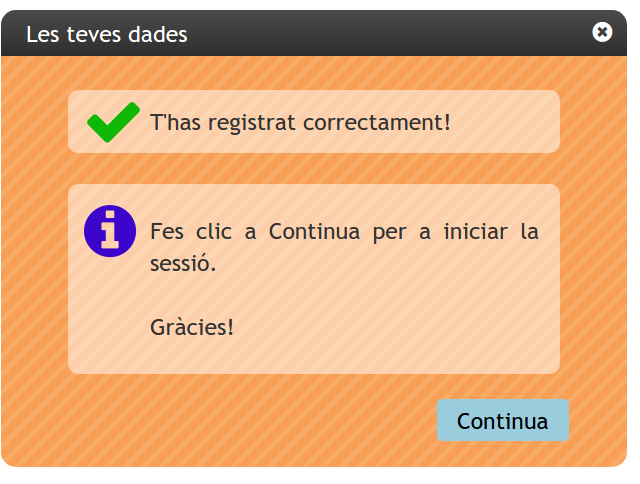 Les teves dades
T'has registrat correctament!
Fes clic a Continua per a iniciar la
sessió.
Gràcies!
Continua